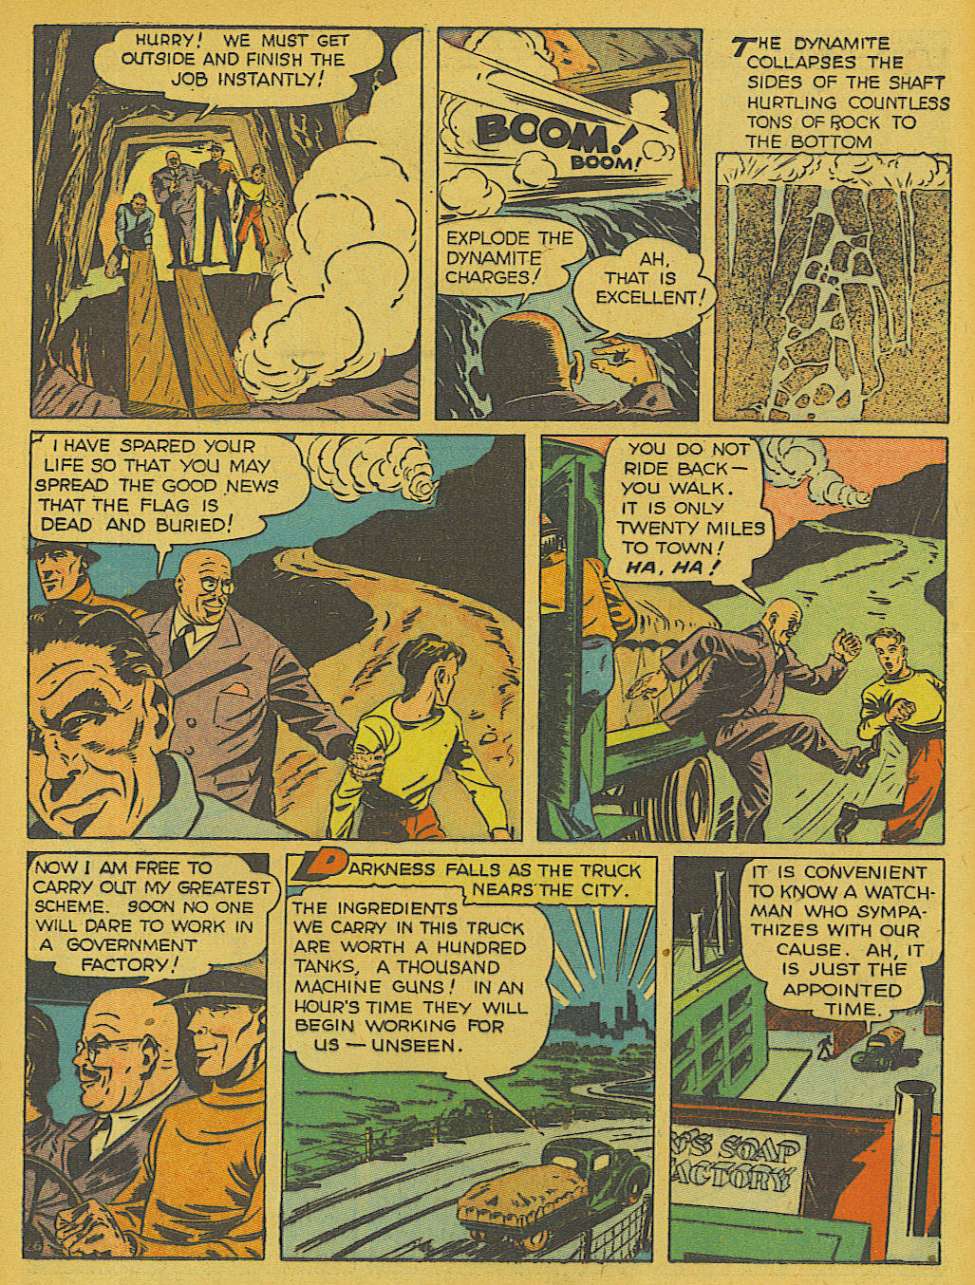 HURRY! WE MUST GET
OUTSIDE AND FINISH THE
JOB INSTANTLY!
BOOM!
BOOM!
EXPLODE THE
DYNAMITE
CHARGES!
AH,
THAT IS
EXCELLENT!
THE DYNAMITE
COLLAPSES THE
SIDES OF THE SHAFT
HURTLING COUNTLESS
TONS OF ROCK TO
THE BOTTOM
I HAVE SPARED YOUR
LIFE SO THAT YOU MAY
SPREAD THE GOOD NEWS
THAT THE FLAG IS
DEAD AND BURIED!
YOU DO NOT
RIDE BACK—
YOU WALK.
IT IS ONLY
TWENTY MILES
TO TOWN!
HA, HA!
NOW I AM FREE TO
CARRY OUT MY GREATEST
SCHEME. SOON NO ONE
WILL DARE TO WORK IN
A GOVERNMENT
FACTORY!
DARKNESS FALLS AS THE TRUCK
NEARS THE CITY.
THE INGREDIENTS
WE CARRY IN THIS TRUCK
ARE WORTH A HUNDRED
TANKS, A THOUSAND
MACHINE GUNS! IN AN
HOUR'S TIME THEY WILL
BEGIN WORKING FOR
US—UNSEEN.
IT IS CONVENIENT
TO KNOW A WATCH-
MAN WHO SYMPA-
THIZES WITH OUR
CAUSE. AH, IT
IS JUST THE
APPOINTED
TIME.
'S SOAP
ACTORY